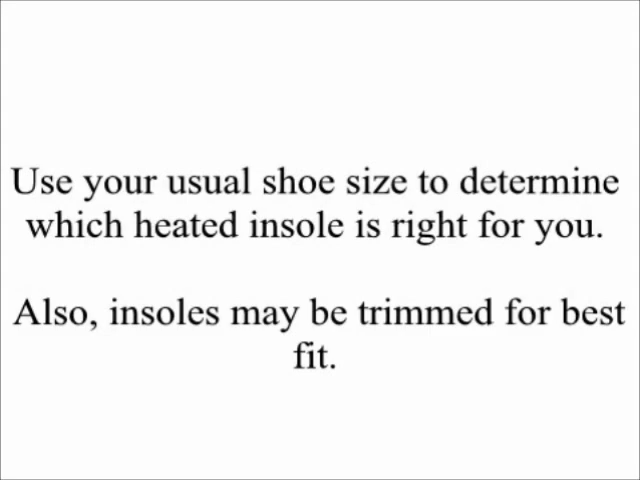 Use your usual shoe size to determine
which heated insole is right for you.
Also, insoles may be trimmed for best
fit.